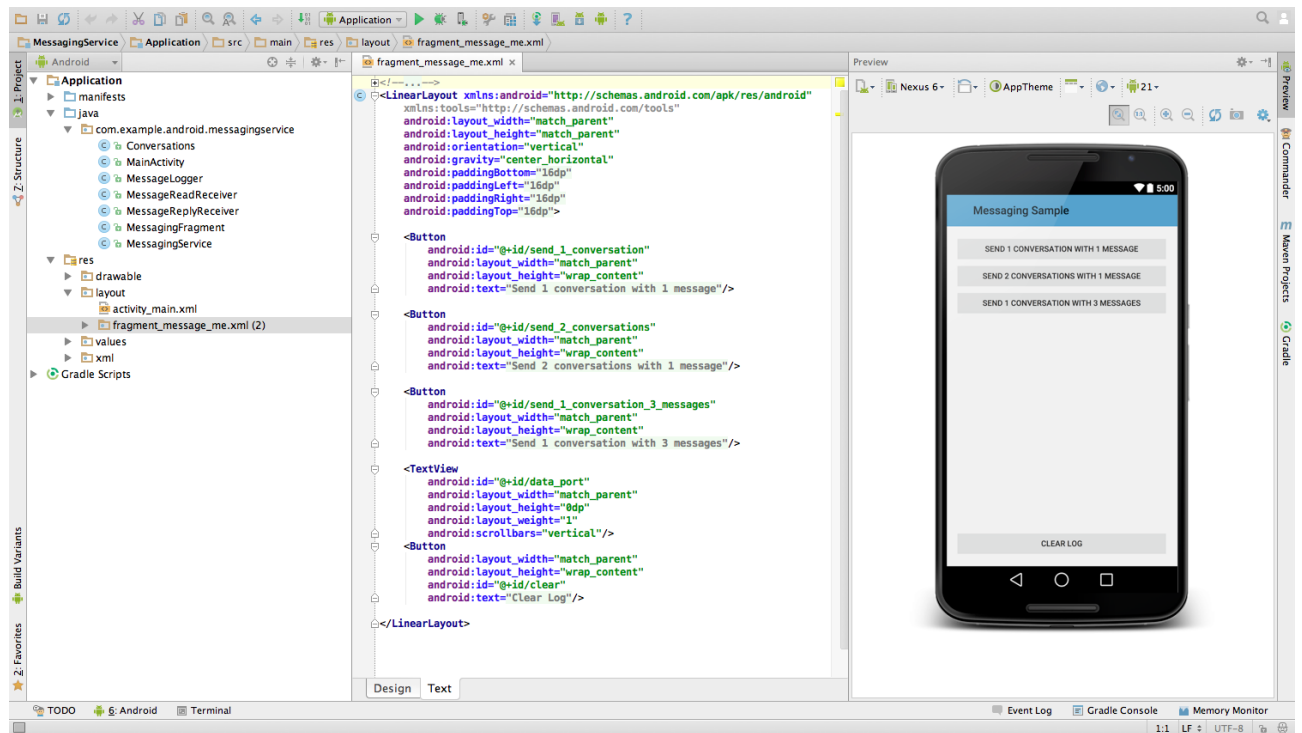 Application
MessagingService
Application
src
main
res
layout
fragment_message_me.xml
1: Project
Z: Structure
Build Variants
2: Favorites
Android
Application
manifests
java
com.example.android.messagingservice
Conversations
MainActivity
MessageLogger
MessageReadReceiver
MessageReplyReceiver
MessagingFragment
MessagingService
res
drawable
layout
activity_main.xml
fragment_message_me.xml (2)
values
xml
Gradle Scripts
fragment_message_me.xml ×
<!--...-->
<LinearLayout xmlns:android="http://schemas.android.com/apk/res/android"
xmlns:tools="http://schemas.android.com/tools"
android:layout_width="match_parent"
android:layout_height="match_parent"
android:orientation="vertical"
android:gravity="center_horizontal"
android:paddingBottom="16dp"
android:paddingLeft="16dp"
android:paddingRight="16dp"
android:paddingTop="16dp">
<Button
android:id="@+id/send_1_conversation"
android:layout_width="match_parent"
android:layout_height="wrap_content"
android:text="Send 1 conversation with 1 message"/>
<Button
android:id="@+id/send_2_conversations"
android:layout_width="match_parent"
android:layout_height="wrap_content"
android:text="Send 2 conversations with 1 message"/>
<Button
android:id="@+id/send_1_conversation_3_messages"
android:layout_width="match_parent"
android:layout_height="wrap_content"
android:text="Send 1 conversation with 3 messages"/>
<TextView
android:id="@+id/data_port"
android:layout_width="match_parent"
android:layout_height="0dp"
android:layout_weight="1"
android:scrollbars="vertical"/>
<Button
android:layout_width="match_parent"
android:layout_height="wrap_content"
android:id="@+id/clear"
android:text="Clear Log"/>
</LinearLayout>
Design
Text
Preview
Nexus 6
AppTheme
21
5:00
Messaging Sample
SEND 1 CONVERSATION WITH 1 MESSAGE
SEND 2 CONVERSATIONS WITH 1 MESSAGE
SEND 1 CONVERSATION WITH 3 MESSAGES
CLEAR LOG
Preview
Commander
Maven Projects
Gradle
TODO
6: Android
Terminal
Event Log
Gradle Console
Memory Monitor
1:1
LF
UTF-8